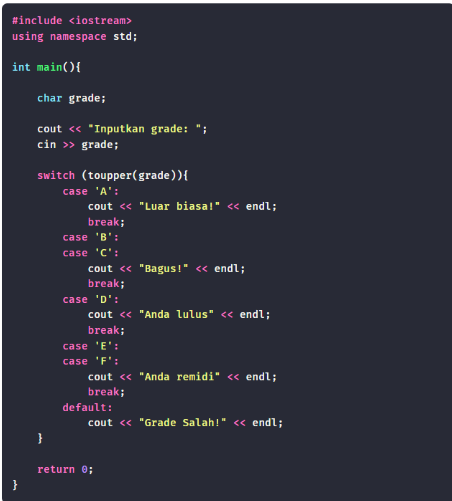 #include <iostream>
using namespace std;

int main(){

    char grade;

    cout << "Inputkan grade: ";
    cin >> grade;

    switch (toupper(grade)){
        case 'A':
            cout << "Luar biasa!" << endl;
            break;
        case 'B':
        case 'C':
            cout << "Bagus!" << endl;
            break;
        case 'D':
            cout << "Anda lulus" << endl;
            break;
        case 'E':
        case 'F':
            cout << "Anda remidi" << endl;
            break;
        default:
            cout << "Grade Salah!" << endl;
    }

    return 0;
}